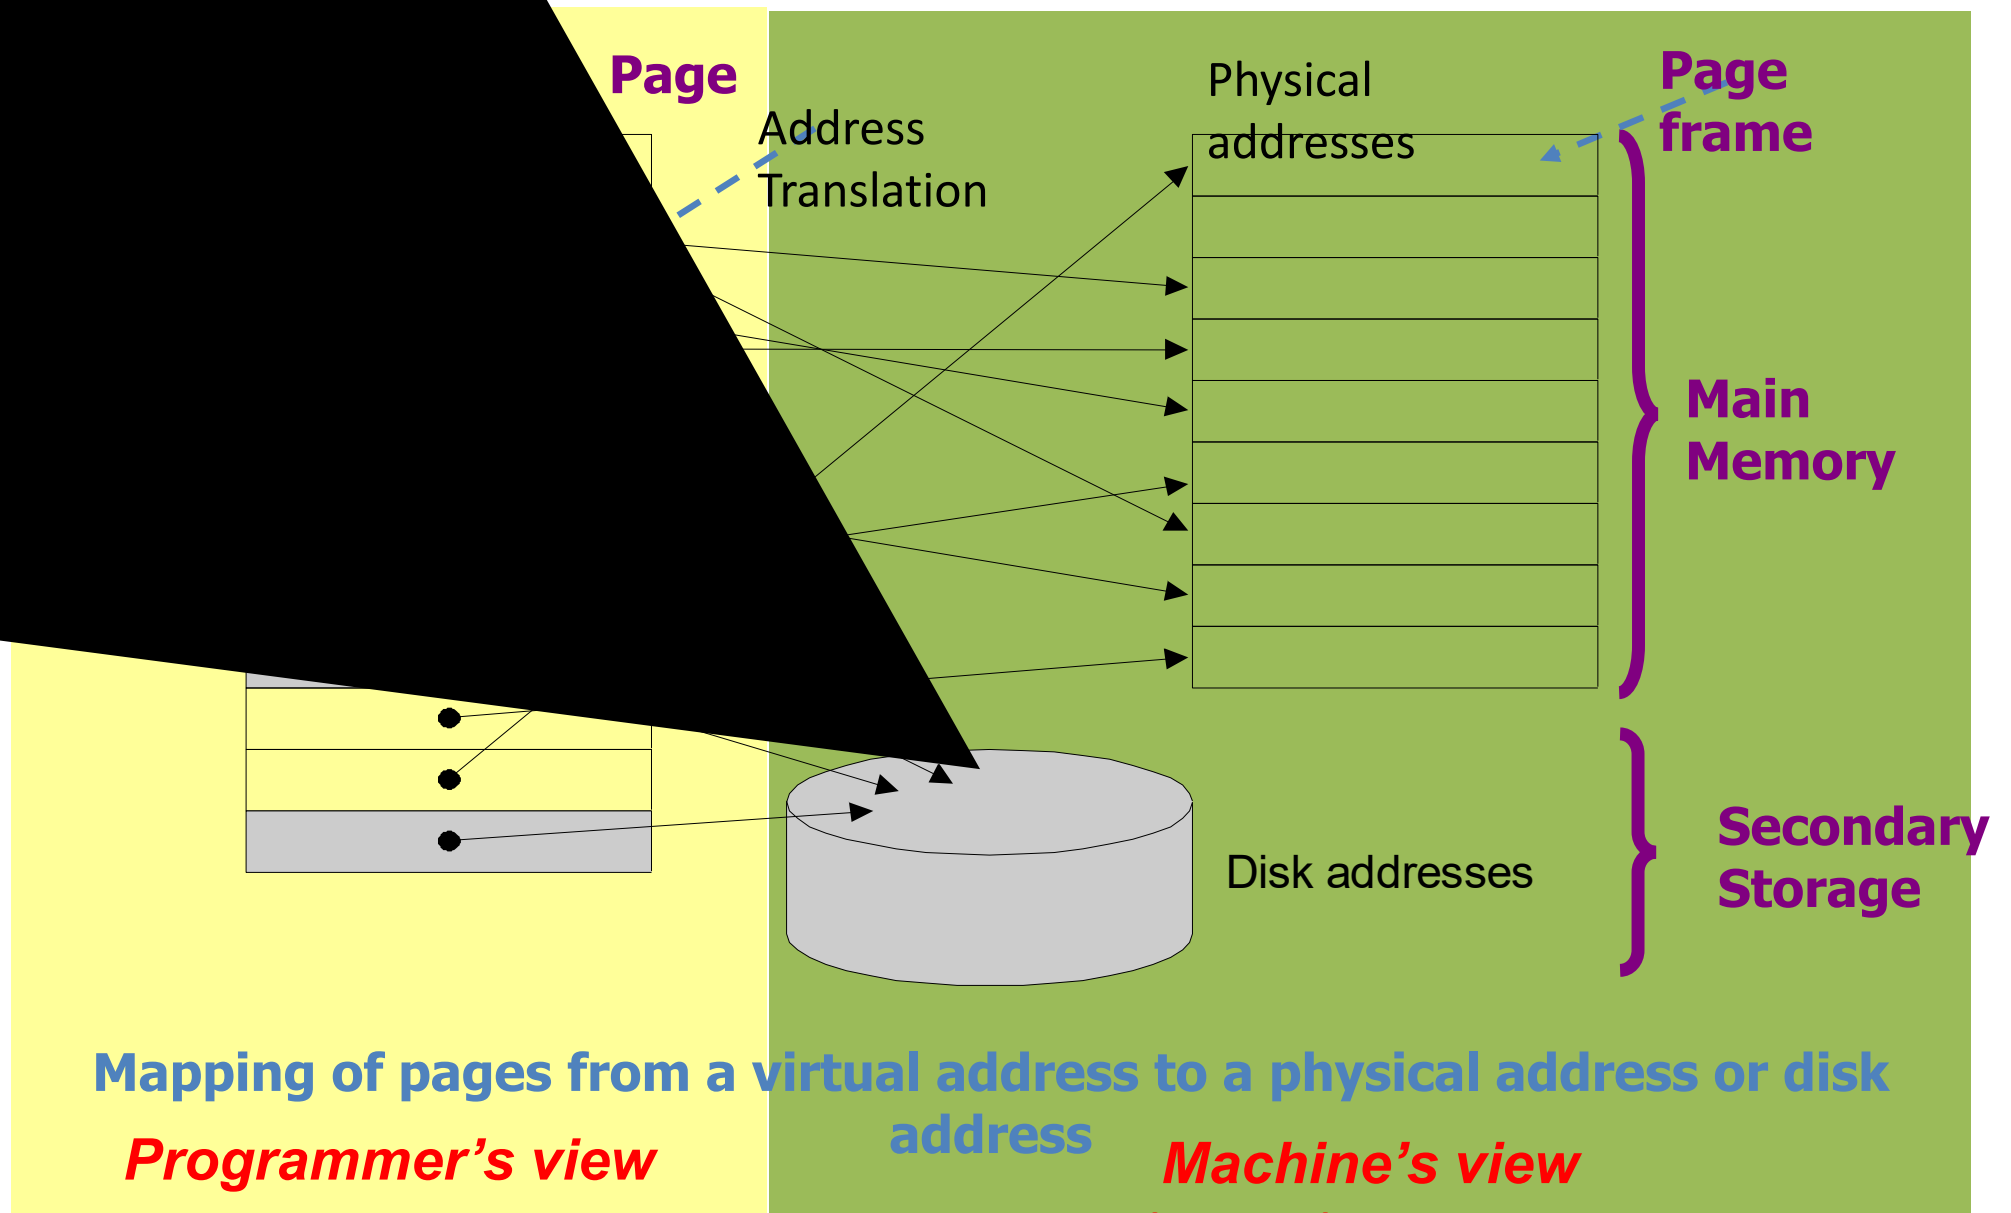 Page
Address
Translation
Physical
addresses
Page
frame
Main
Memory
Secondary
Storage
Disk addresses
Mapping of pages from a virtual address to a physical address or disk
address
Programmer’s view
Machine’s view